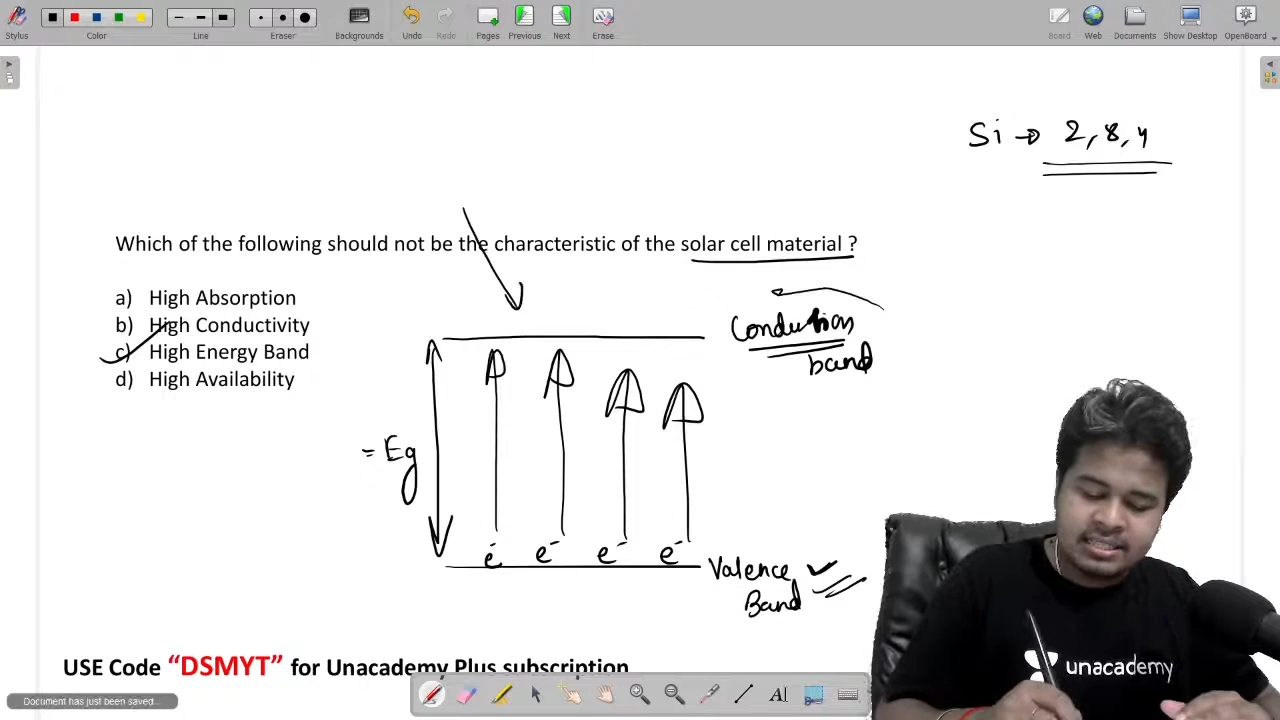 Stylus
Color
Line
Eraser
Backgrounds
Undo
Redo
Pages
Previous
Next
Erase
Board
Web
Documents
Show Desktop
OpenBoard
Si → 2, 8, 4
Which of the following should not be the characteristic of the solar cell material ?
a) High Absorption
b) High Conductivity
c) High Energy Band
d) High Availability
Conduction
band
= Eg
e⁻ e⁻ e⁻ e⁻
Valence
Band
unacademy
USE Code “DSMYT” for Unacademy Plus subscription
Document has just been saved...
AI